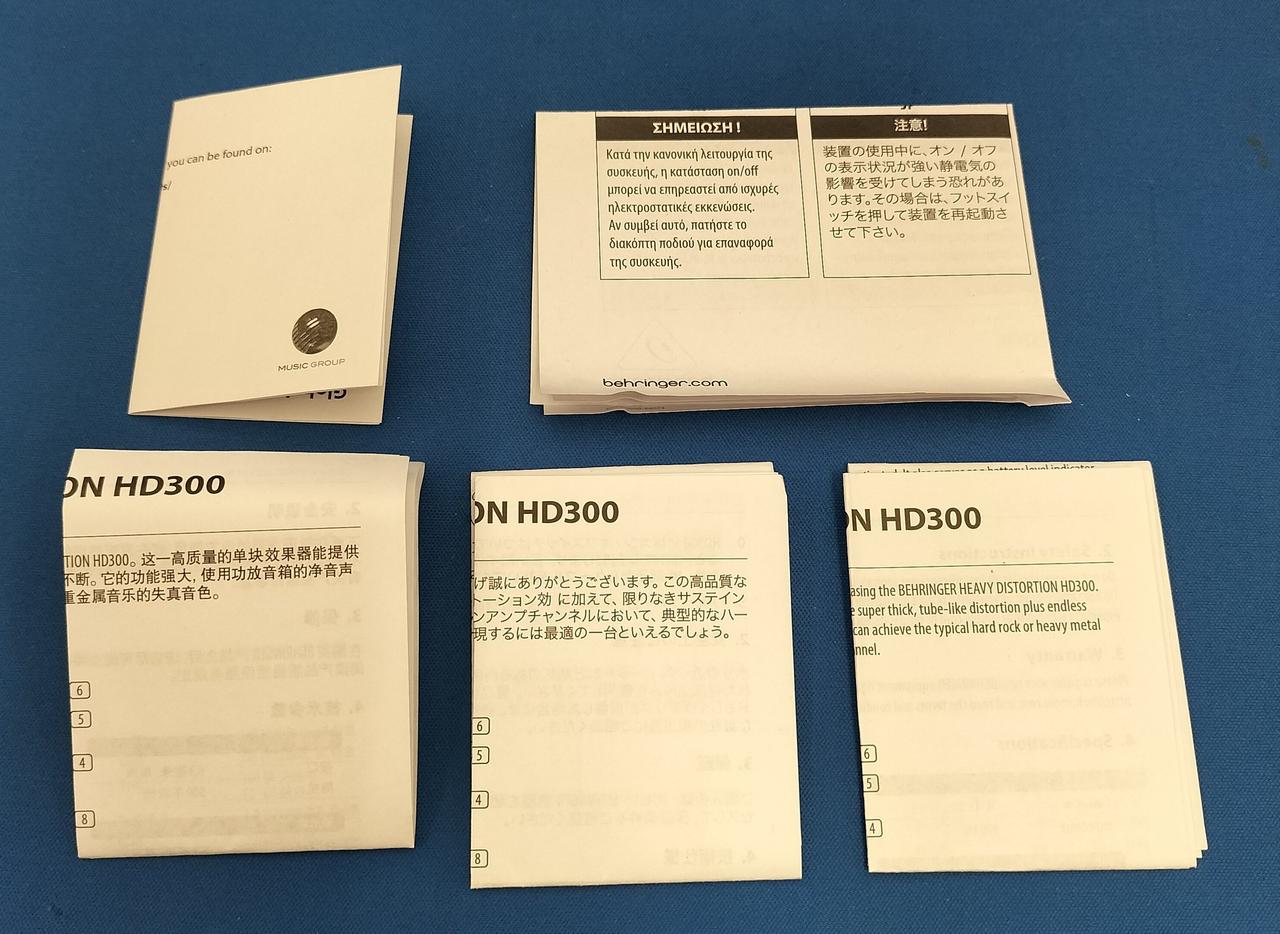 you can be found on:
es/
MUSIC GROUP
ΣΗΜΕΙΩΣΗ !
Κατά την κανονική λειτουργία της
συσκευής, η κατάσταση on/off
μπορεί να επηρεαστεί από ισχυρές
ηλεκτροστατικές εκκενώσεις.
Αν συμβεί αυτό, πατήστε το
διακόπτη ποδιού για επαναφορά
της συσκευής.
注意!
装置の使用中に、オン / オフ
の表示状況が強い静電気の
影響を受けてしまう恐れがあ
ります。その場合は、フットスイ
ッチを押して装置を再起動さ
せて下さい。
behringer.com
ON HD300
TION HD300。这一高质量的单块效果器能提供
不断。它的功能强大, 使用功放音箱的净音声
重金属音乐的失真音色。
6
5
4
8
ON HD300
げ誠にありがとうございます。この高品質な
トーション効 に加えて、限りなきサステイン
ンアンプチャンネルにおいて、典型的なハー
現するには最適の一台といえるでしょう。
6
5
4
8
battery level indicator
ON HD300
asing the BEHRINGER HEAVY DISTORTION HD300.
e super thick, tube-like distortion plus endless
can achieve the typical hard rock or heavy metal
nnel.
6
5
4